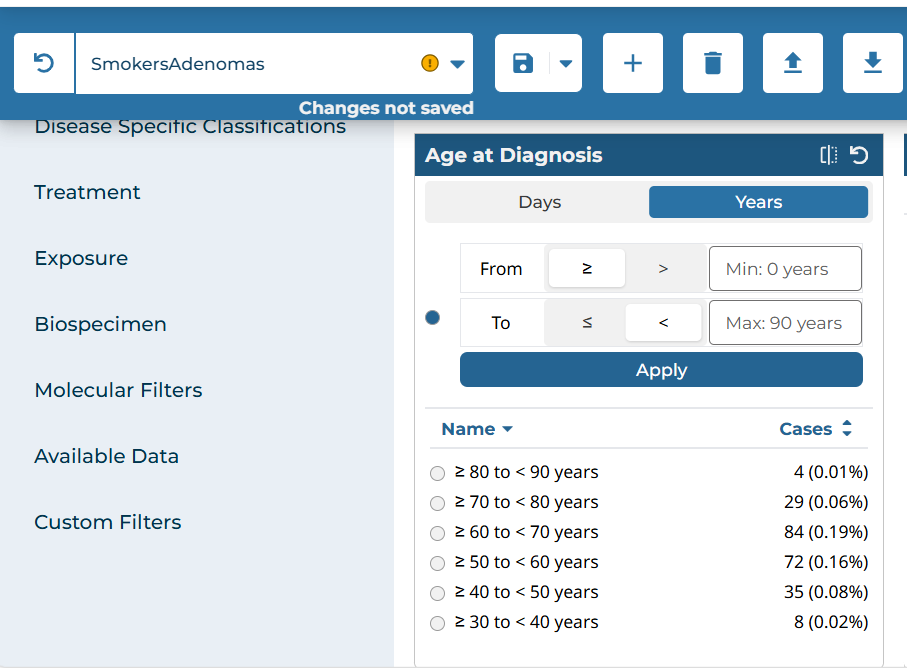 SmokersAdenomas
Changes not saved
Disease Specific Classifications
Treatment
Exposure
Biospecimen
Molecular Filters
Available Data
Custom Filters
Age at Diagnosis
Days Years
From ≥ > Min: 0 years
To ≤ < Max: 90 years
Apply
Name Cases
≥ 80 to < 90 years 4 (0.01%)
≥ 70 to < 80 years 29 (0.06%)
≥ 60 to < 70 years 84 (0.19%)
≥ 50 to < 60 years 72 (0.16%)
≥ 40 to < 50 years 35 (0.08%)
≥ 30 to < 40 years 8 (0.02%)